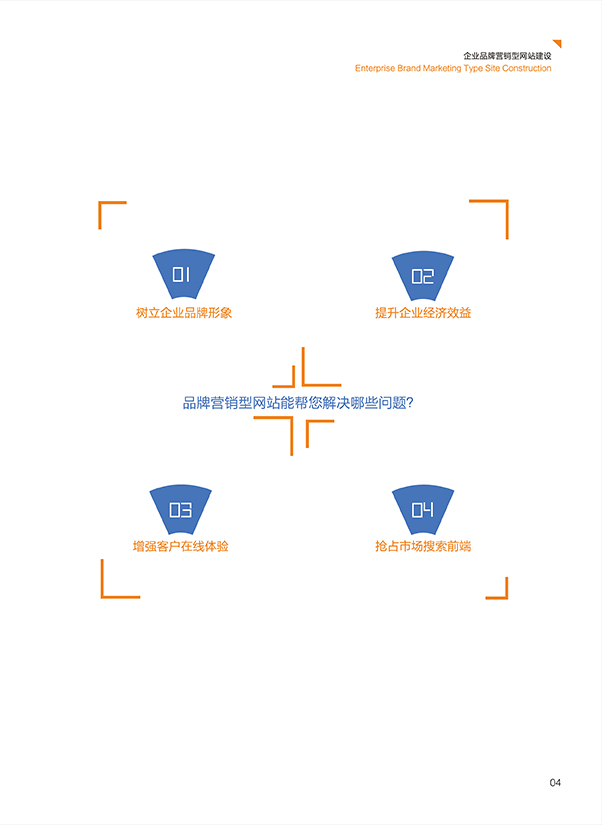 企业品牌营销型网站建设
Enterprise Brand Marketing Type Site Construction
01
02
树立企业品牌形象
提升企业经济效益
品牌营销型网站能帮您解决哪些问题?
03
04
增强客户在线体验
抢占市场搜索前端
04